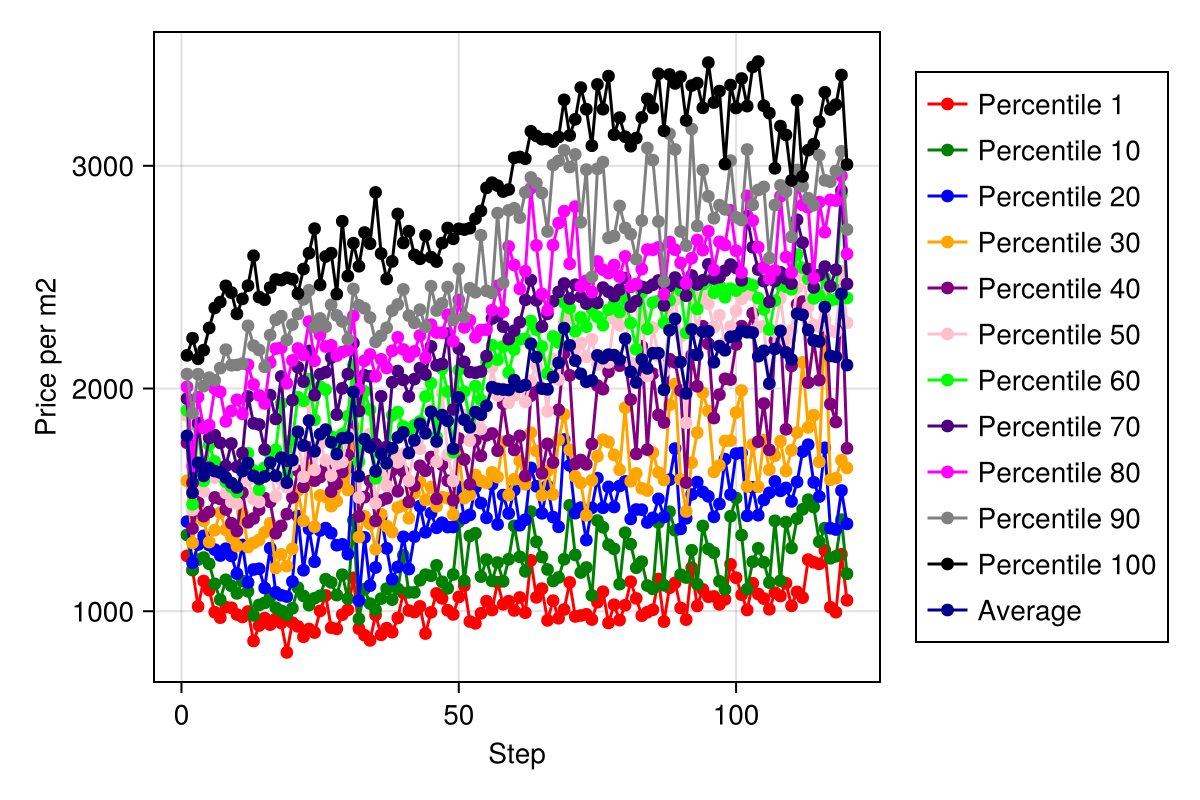 Price per m2
3000
2000
1000
0
50
100
Step
Percentile 1
Percentile 10
Percentile 20
Percentile 30
Percentile 40
Percentile 50
Percentile 60
Percentile 70
Percentile 80
Percentile 90
Percentile 100
Average